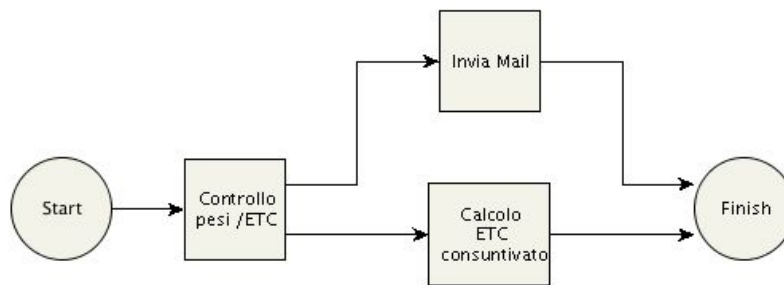 Invia Mail
Start
Controllo
pesi /ETC
Calcolo
ETC
consuntivato
Finish